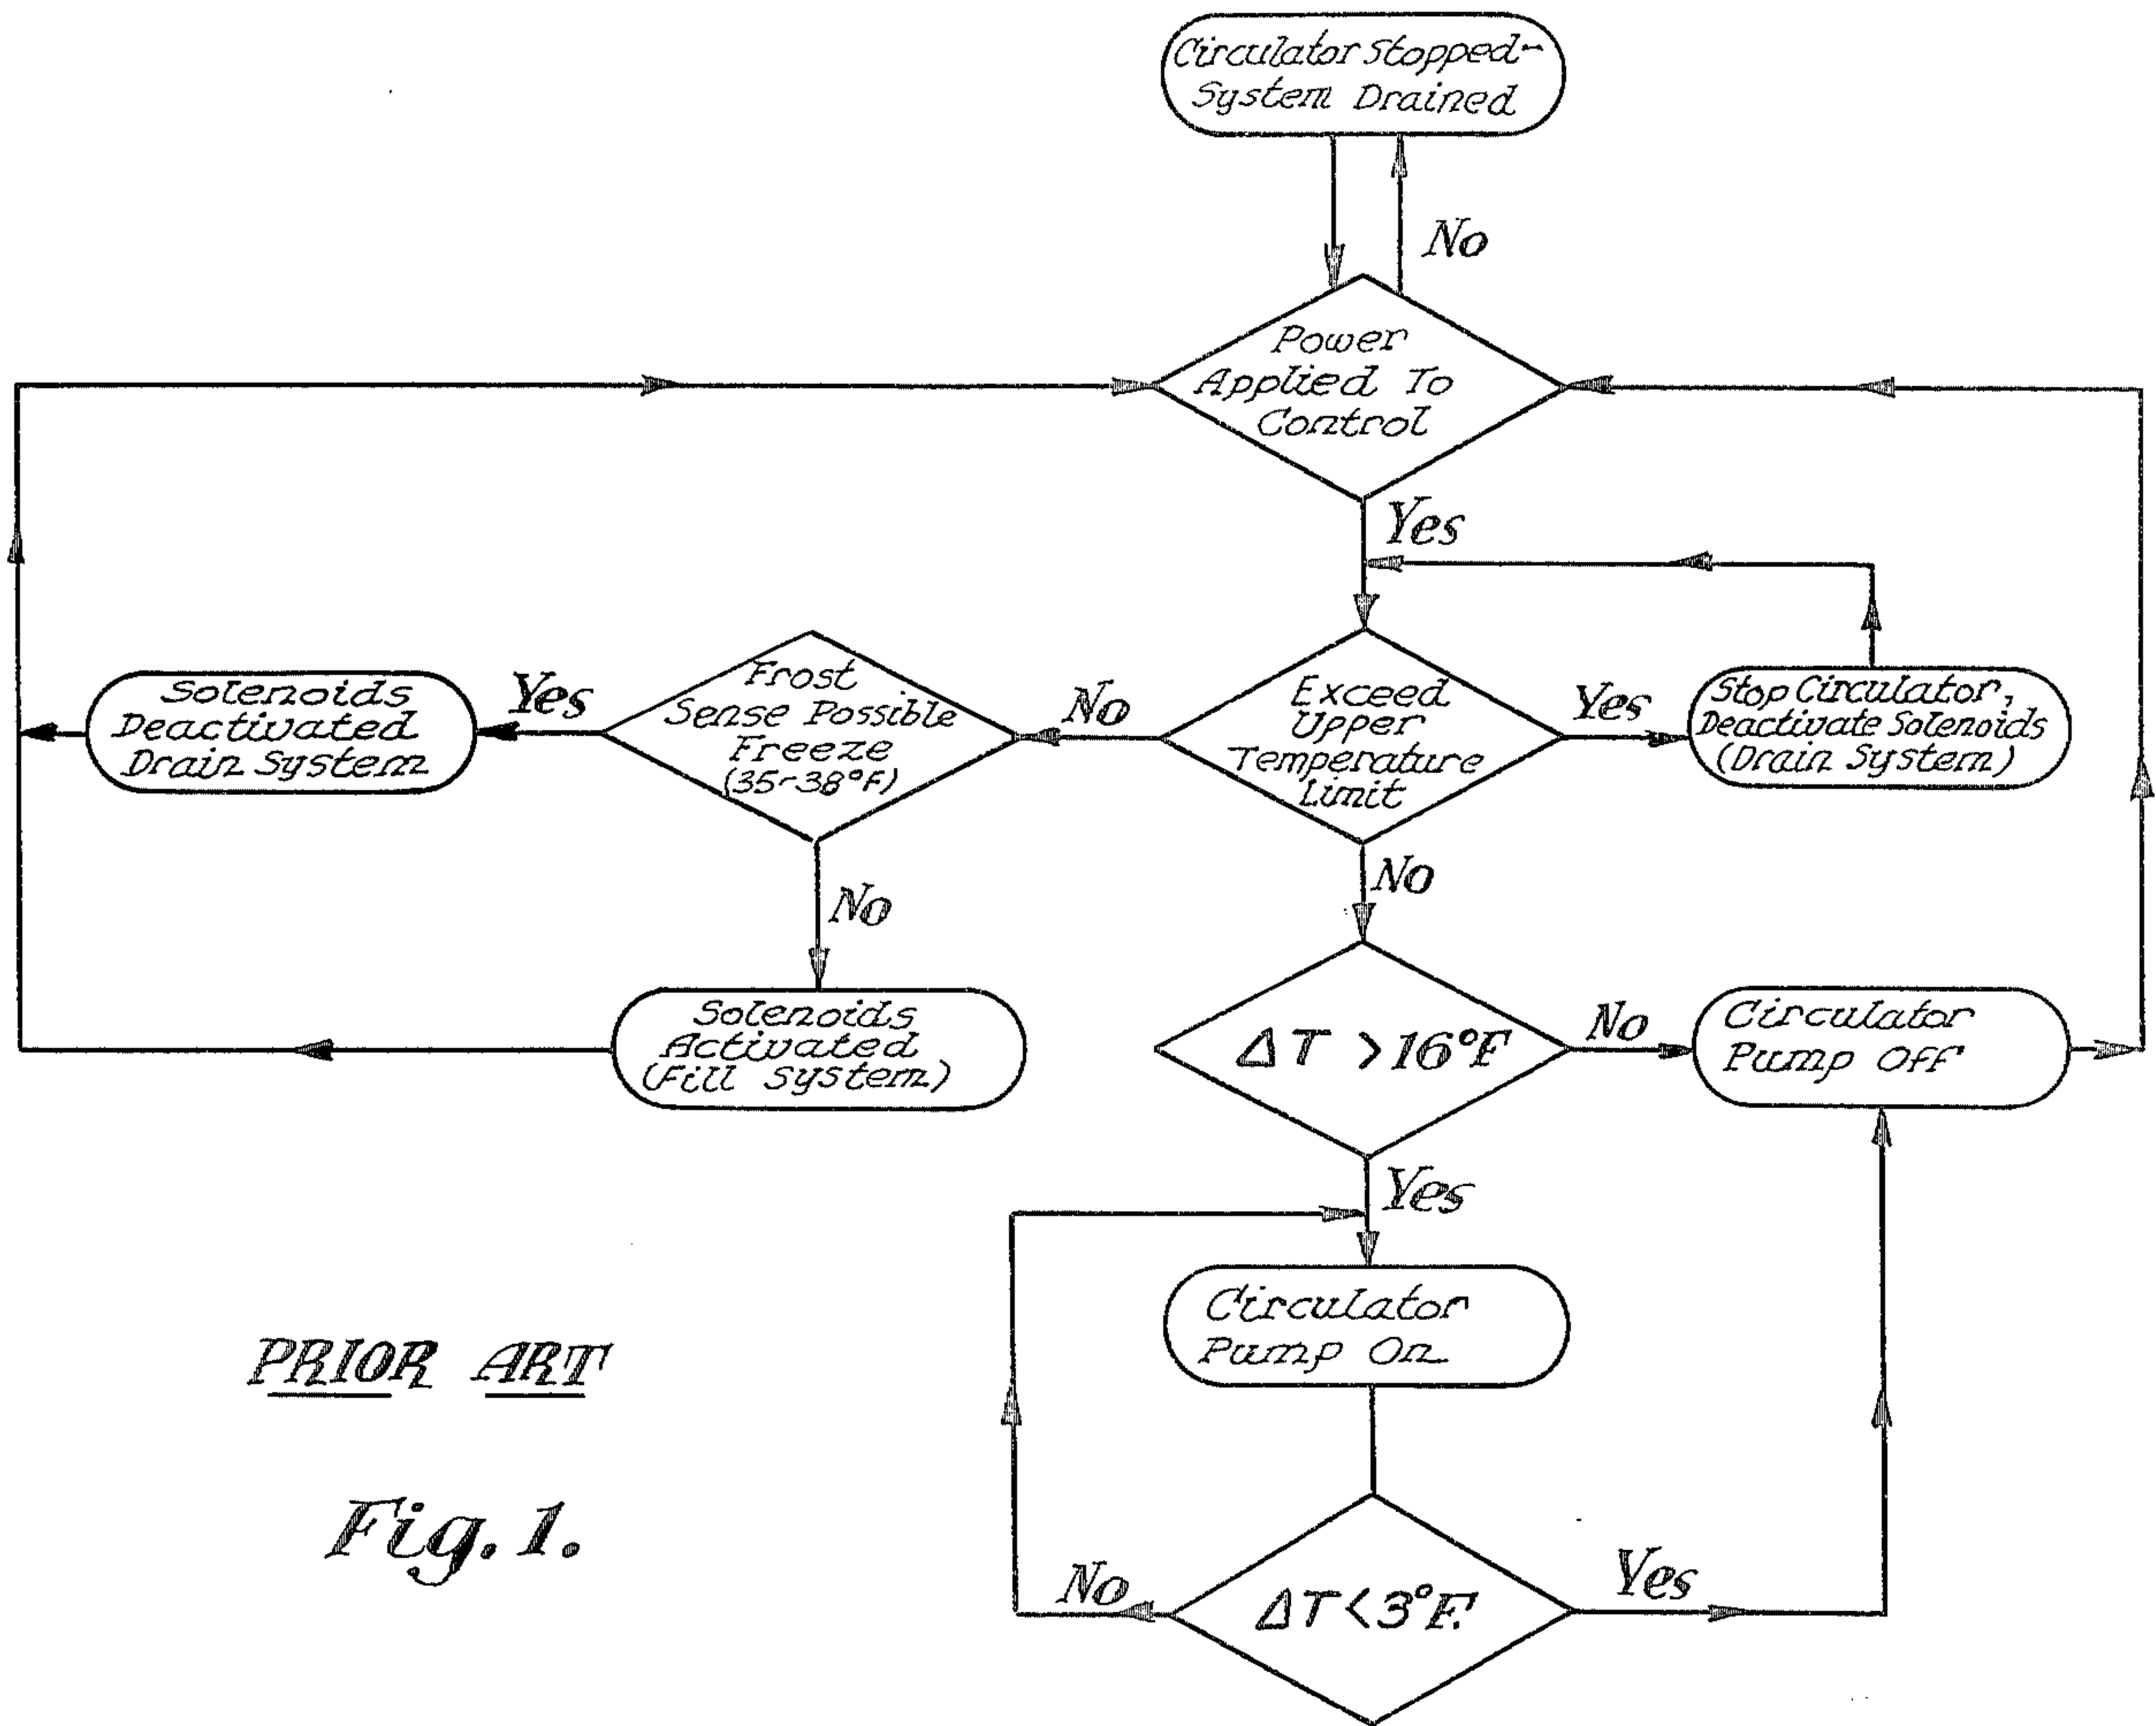 Circulator Stopped-
System Drained
No
Power
Applied To
Control
Yes
Solenoids
Deactivated
Drain System
Yes
Frost
Sense Possible
Freeze
(35-38°F)
No
Exceed
Upper
Temperature
Limit
Yes
Stop Circulator,
Deactivate Solenoids
(Drain System)
No
No
Solenoids
Activated
(Fill System)
ΔT >16°F
No
Circulator
Pump Off
Yes
Circulator
Pump On
PRIOR ART
Fig. 1.
No
ΔT<3°F.
Yes